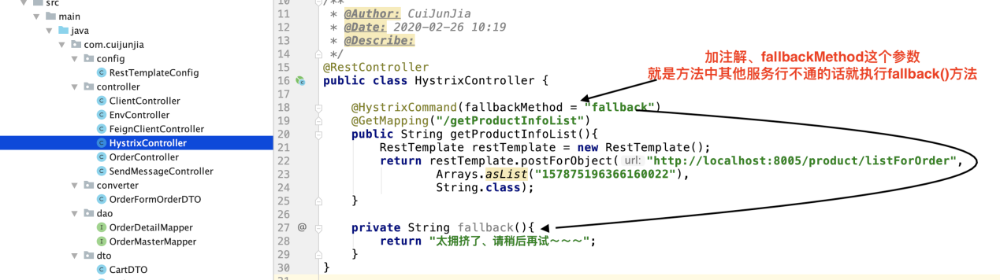 src
main
java
com.cuijunjia
config
RestTemplateConfig
controller
ClientController
EnvController
FeignClientController
HystrixController
OrderController
SendMessageController
converter
OrderFormOrderDTO
dao
OrderDetailMapper
OrderMasterMapper
dto
CartDTO
10 /**
11 * @Author: CuiJunJia
12 * @Date: 2020-02-26 10:19
13 * @Describe:
14 */
15 @RestController
16 public class HystrixController {
17
18 @HystrixCommand(fallbackMethod = "fallback")
19 @GetMapping("/getProductInfoList")
20 public String getProductInfoList(){
21 RestTemplate restTemplate = new RestTemplate();
22 return restTemplate.postForObject( url: "http://localhost:8005/product/listForOrder",
23 Arrays.asList("157875196366160022"),
24 String.class);
25 }
26
27 @ private String fallback(){
28 return "太拥挤了、请稍后再试~~~";
29 }
30 }
加注解、fallbackMethod这个参数
就是方法中其他服务行不通的话就执行fallback()方法